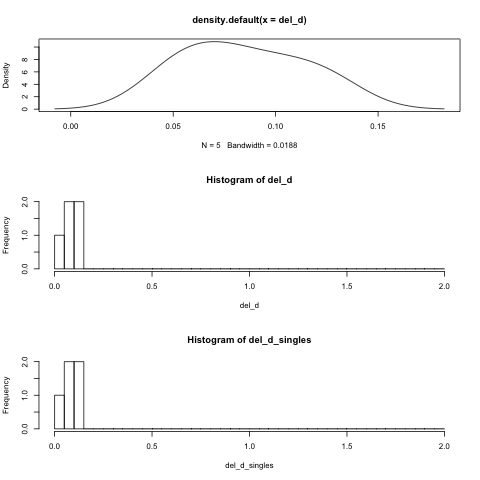 density.default(x = del_d)
Density
0 2 4 6 8
0.00 0.05 0.10 0.15
N = 5 Bandwidth = 0.0188
Histogram of del_d
Frequency
0.0 1.0 2.0
0.0 0.5 1.0 1.5 2.0
del_d
Histogram of del_d_singles
Frequency
0.0 1.0 2.0
0.0 0.5 1.0 1.5 2.0
del_d_singles